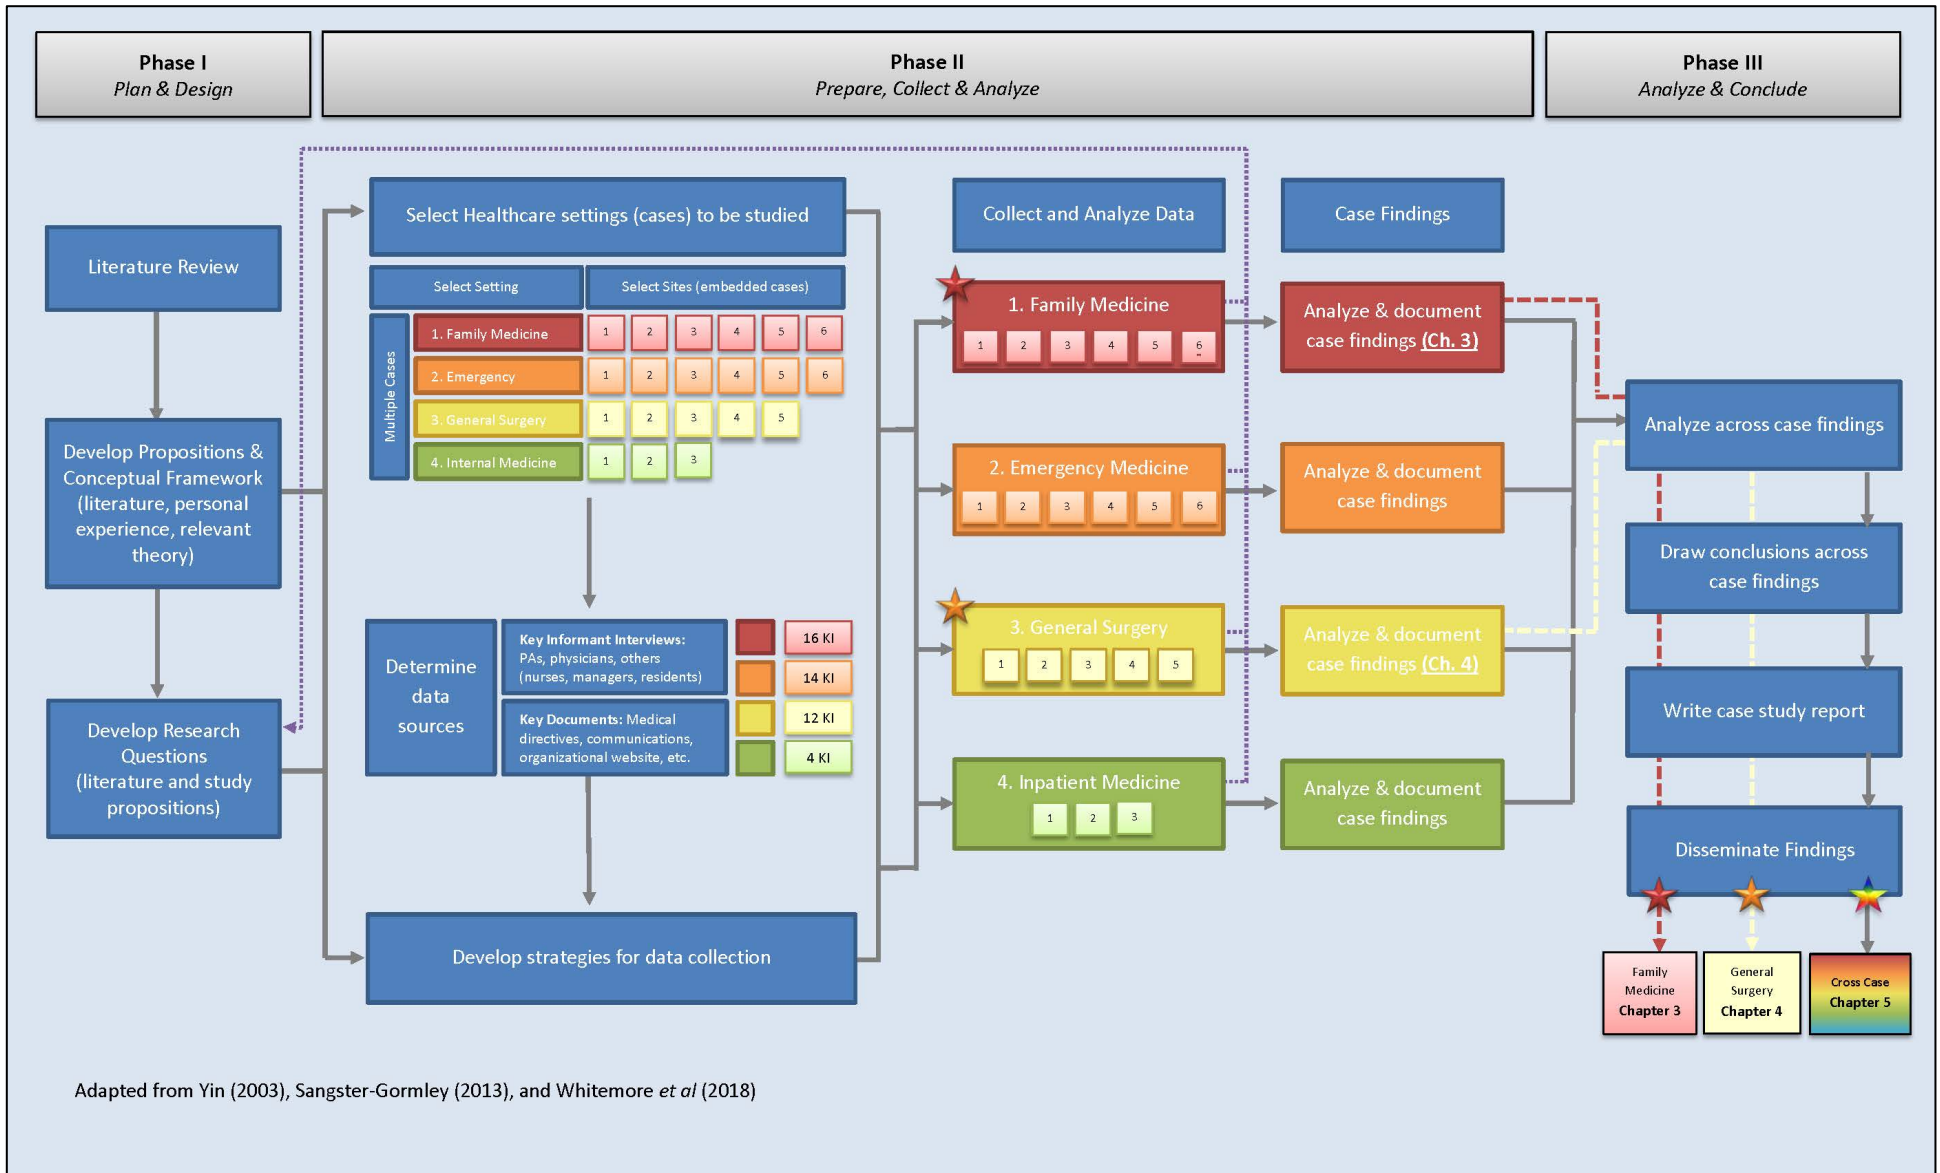 Phase I
Plan & Design
Phase II
Prepare, Collect & Analyze
Phase III
Analyze & Conclude
Literature Review
Develop Propositions &
Conceptual Framework
(literature, personal
experience, relevant
theory)
Develop Research
Questions
(literature and study
propositions)
Select Healthcare settings (cases) to be studied
Select Setting
Select Sites (embedded cases)
Multiple Cases
1. Family Medicine
1 2 3 4 5 6
2. Emergency
1 2 3 4 5 6
3. General Surgery
1 2 3 4 5
4. Internal Medicine
1 2 3
Determine
data
sources
Key Informant Interviews:
PAs, physicians, others
(nurses, managers, residents)
Key Documents: Medical
directives, communications,
organizational website, etc.
16 KI
14 KI
12 KI
4 KI
Develop strategies for data collection
Collect and Analyze Data
1. Family Medicine
1 2 3 4 5 6
2. Emergency Medicine
1 2 3 4 5 6
3. General Surgery
1 2 3 4 5
4. Inpatient Medicine
1 2 3
Case Findings
Analyze & document
case findings (Ch. 3)
Analyze & document
case findings
Analyze & document
case findings (Ch. 4)
Analyze & document
case findings
Analyze across case findings
Draw conclusions across
case findings
Write case study report
Disseminate Findings
Family
Medicine
Chapter 3
General
Surgery
Chapter 4
Cross Case
Chapter 5
Adapted from Yin (2003), Sangster-Gormley (2013), and Whitemore et al (2018)